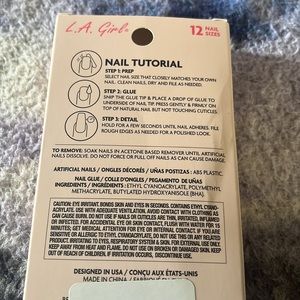 L.A. Girl
12 NAIL SIZES
NAIL TUTORIAL
STEP 1: PREP
SELECT NAIL SIZE THAT CLOSELY MATCHES YOUR OWN
NAIL. CLEAN NAILS, DRY AND FILE AS NEEDED.
STEP 2: GLUE
SNIP THE GLUE TIP & PLACE A DROP OF GLUE TO
UNDERSIDE OF NAIL TIP. PRESS GENTLY & FIRMLY ON
TOP OF NATURAL NAIL BUT NOT TOUCHING CUTICLES.
STEP 3: DETAIL
HOLD FOR A FEW SECONDS UNTIL NAIL ADHERES. FILE
ROUGH EDGES AS NEEDED FOR A POLISHED LOOK.
TO REMOVE: SOAK NAILS IN ACETONE BASED REMOVER UNTIL ARTIFICIAL
NAILS DISSOLVE. DO NOT FORCE OR PULL OFF NAILS AS CAN CAUSE DAMAGE.
ARTIFICIAL NAILS / ONGLES DÉCORÉS / UÑAS POSTIZAS: ABS PLASTIC.
NAIL GLUE / COLLE D'ONGLES / PEGAMENTO DE UÑAS
INGREDIENTS / INGRÉDIENTS: ETHYL CYANOACRYLATE, POLYMETHYL
METHACRYLATE, BUTYLATED HYDROXYANISOLE (BHA).
CAUTION: EYE IRRITANT. BONDS SKIN AND EYES IN SECONDS. CONTAINS ETHYL CYANO-
ACRYLATE. USE WITH ADEQUATE VENTILATION. AVOID CONTACT WITH CLOTHING AS
CAN CAUSE BURN. DO NOT USE IF NAILS OR CUTICLES ARE THIN, IRRITATED, INFLAMED
OR INFECTED. FOR ACCIDENTAL EYE OR SKIN CONTACT, FLUSH WITH WATER FOR 15
MINUTES; GET MEDICAL ATTENTION FOR EYE OR INTERNAL CONTACT. IF YOU ARE
SENSITIVE OR ALLERGIC TO ETHYL CYANOACRYLATE, DO NOT USE THIS OR ANY RELATED
PRODUCT. IRRITATING TO EYES, RESPIRATORY SYSTEM & SKIN. FOR EXTERNAL USE ONLY.
KEEP AWAY FROM HEAT AND FLAME. DO NOT USE ON BROKEN OR DAMAGED SKIN. KEEP
OUT OF REACH OF CHILDREN. IF IRRITATION OCCURS, DISCONTINUE USE.
DESIGNED IN USA / CONÇU AUX ÉTATS-UNIS
MADE IN CHINA / FABRIQUÉ